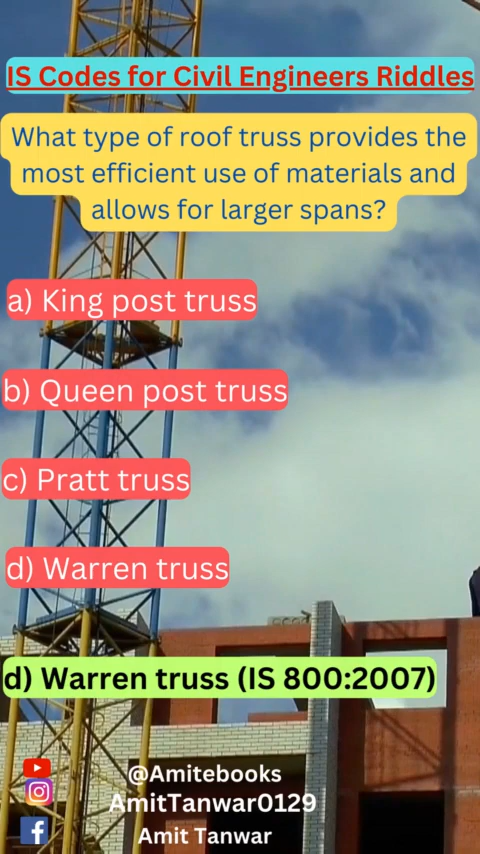 IS Codes for Civil Engineers Riddles
What type of roof truss provides the
most efficient use of materials and
allows for larger spans?
a) King post truss
b) Queen post truss
c) Pratt truss
d) Warren truss
d) Warren truss (IS 800:2007)
@Amitebooks
AmitTanwar0129
Amit Tanwar